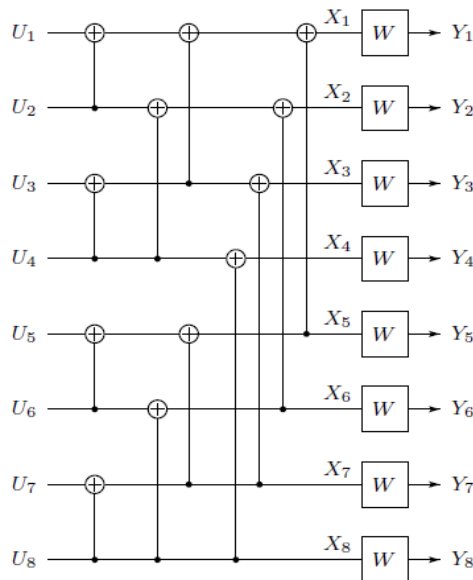 U1 X1 W Y1
U2 X2 W Y2
U3 X3 W Y3
U4 X4 W Y4
U5 X5 W Y5
U6 X6 W Y6
U7 X7 W Y7
U8 X8 W Y8